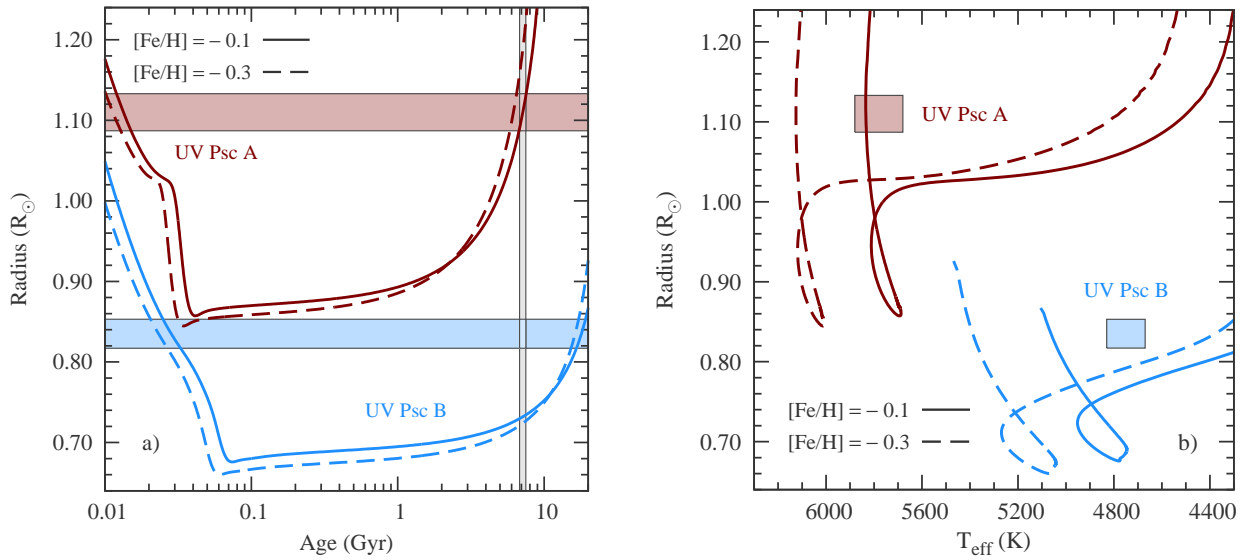 [Fe/H] = − 0.1
[Fe/H] = − 0.3
UV Psc A
UV Psc B
a)
1.20
1.10
1.00
0.90
0.80
0.70
Radius (R☉)
0.01
0.1
1
10
Age (Gyr)
UV Psc A
UV Psc B
[Fe/H] = − 0.1
[Fe/H] = − 0.3
b)
1.20
1.10
1.00
0.90
0.80
0.70
Radius (R☉)
6000
5600
5200
4800
4400
Teff (K)